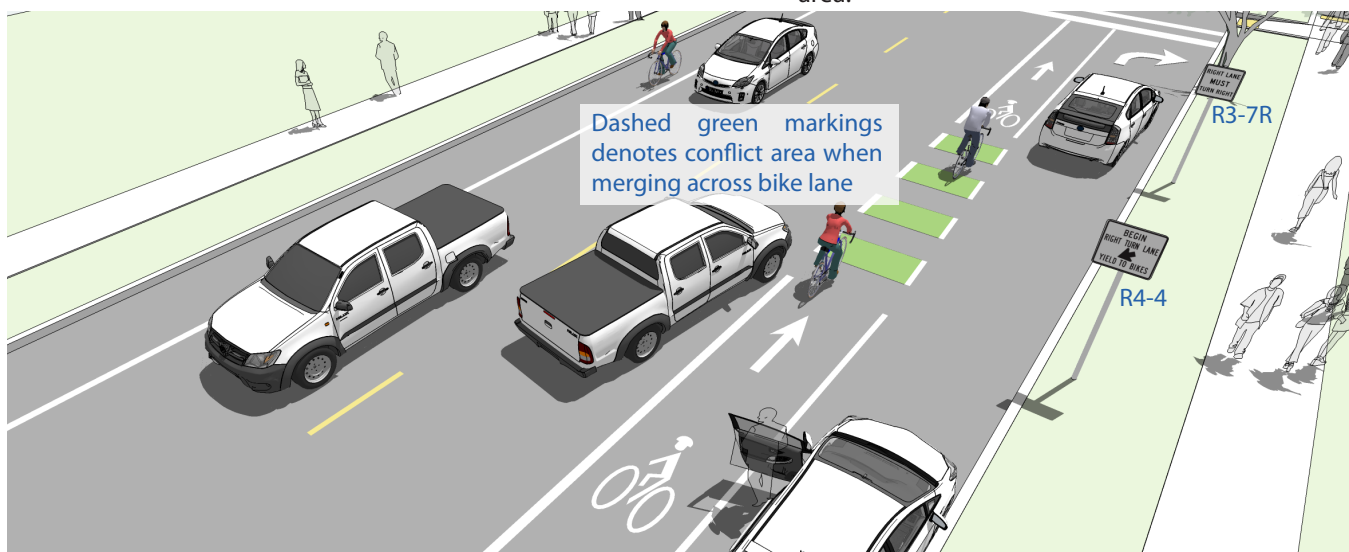 area.
Dashed green markings
denotes conflict area when
merging across bike lane
RIGHT LANE
MUST
TURN RIGHT
R3-7R
BEGIN
RIGHT TURN LANE
YIELD TO BIKES
R4-4